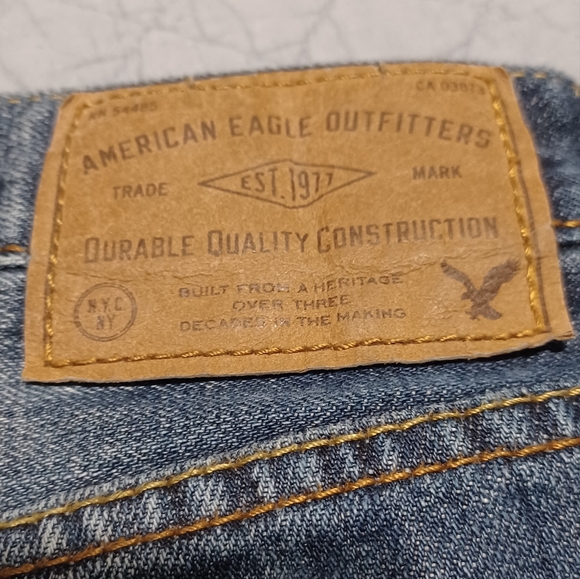 RN 54485 CA 03073
AMERICAN EAGLE OUTFITTERS
TRADE EST. 1977 MARK
DURABLE QUALITY CONSTRUCTION
BUILT FROM A HERITAGE
OVER THREE
DECADES IN THE MAKING
N.Y.C
NY